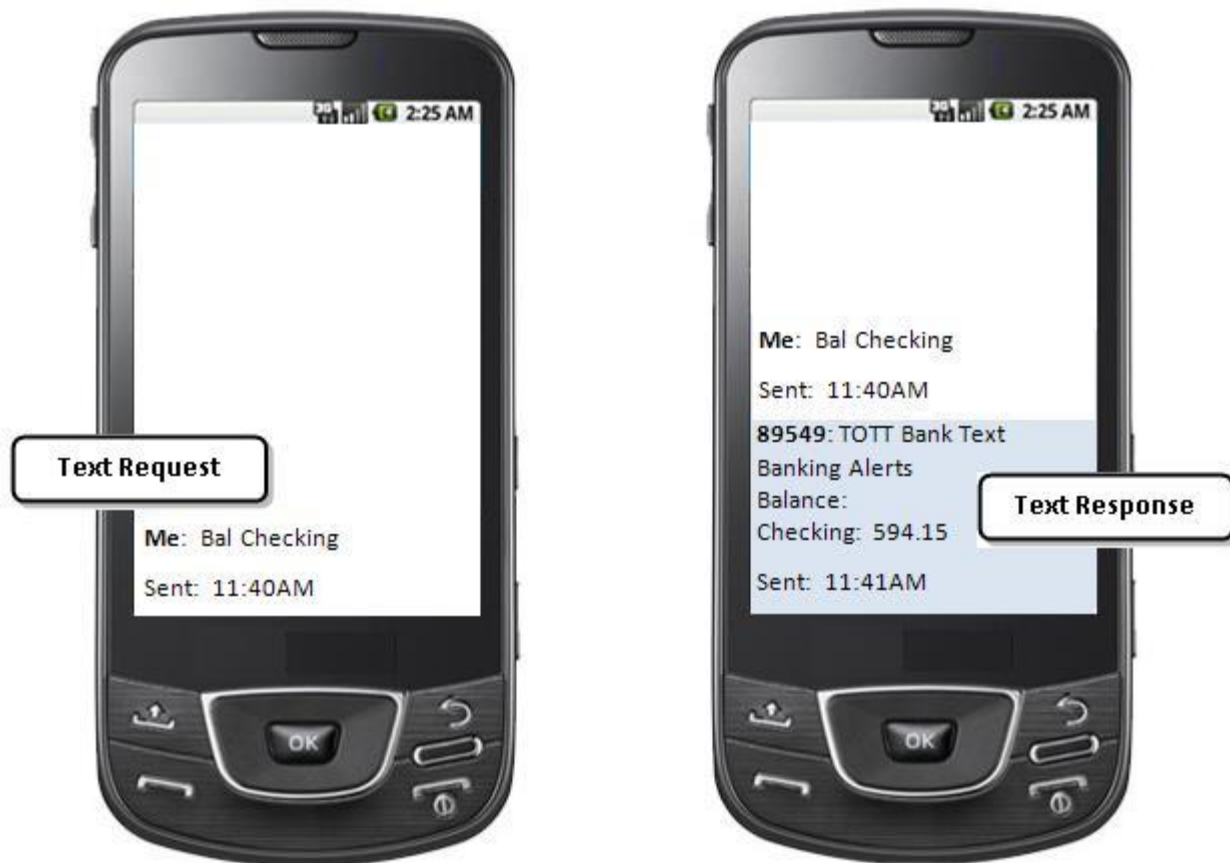 2:25 AM
Text Request
Me: Bal Checking
Sent: 11:40AM
OK
2:25 AM
Me: Bal Checking
Sent: 11:40AM
89549: TOTT Bank Text
Banking Alerts
Balance:
Checking: 594.15
Sent: 11:41AM
Text Response
OK